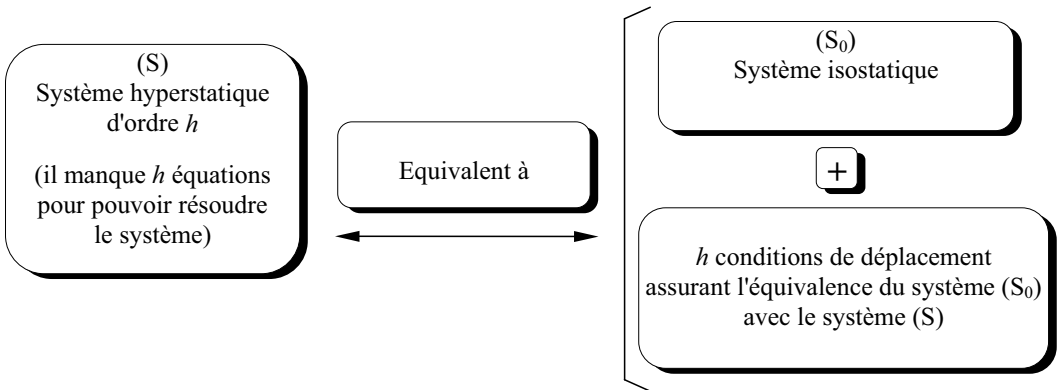 (S)
Système hyperstatique
d'ordre h
(il manque h équations
pour pouvoir résoudre
le système)
Equivalent à
(S₀)
Système isostatique
+
h conditions de déplacement
assurant l'équivalence du système (S₀)
avec le système (S)